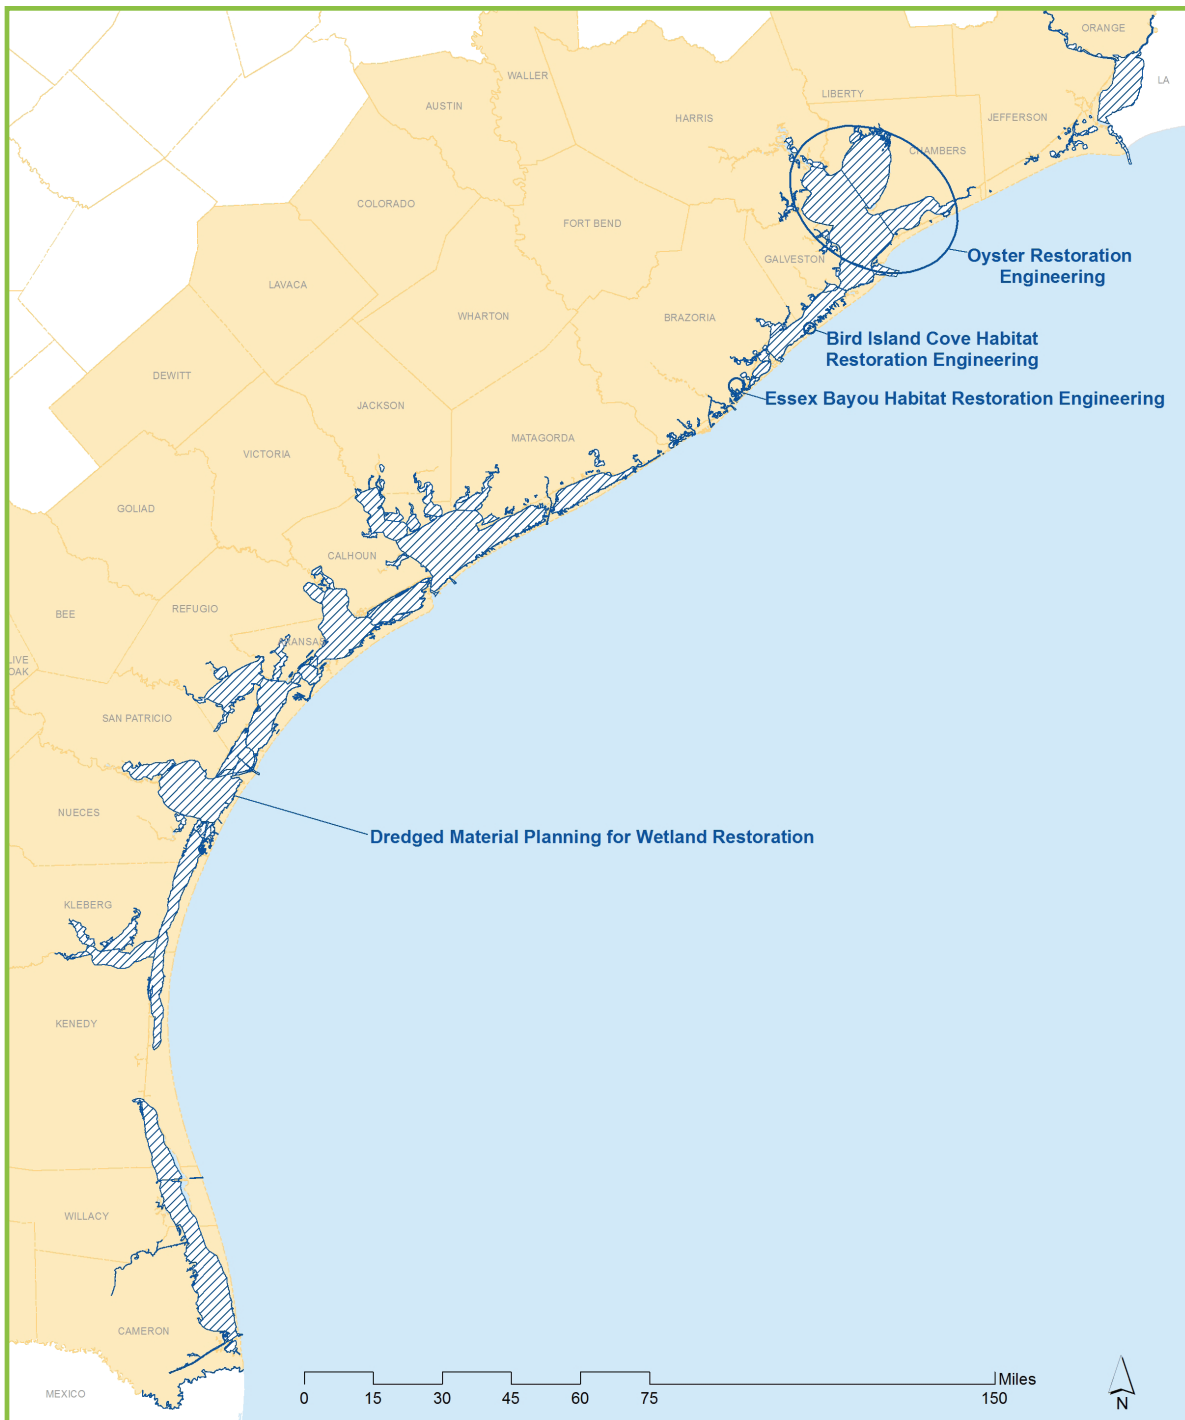 ORANGE
LA
WALLER
LIBERTY
AUSTIN
HARRIS
JEFFERSON
CHAMBERS
COLORADO
FORT BEND
GALVESTON
Oyster Restoration
Engineering
LAVACA
WHARTON
BRAZORIA
Bird Island Cove Habitat
Restoration Engineering
DEWITT
Essex Bayou Habitat Restoration Engineering
JACKSON
MATAGORDA
VICTORIA
GOLIAD
CALHOUN
BEE
REFUGIO
ARANSAS
LIVE
OAK
SAN PATRICIO
NUECES
Dredged Material Planning for Wetland Restoration
KLEBERG
KENEDY
WILLACY
CAMERON
MEXICO
Miles
0 15 30 45 60 75 150
N